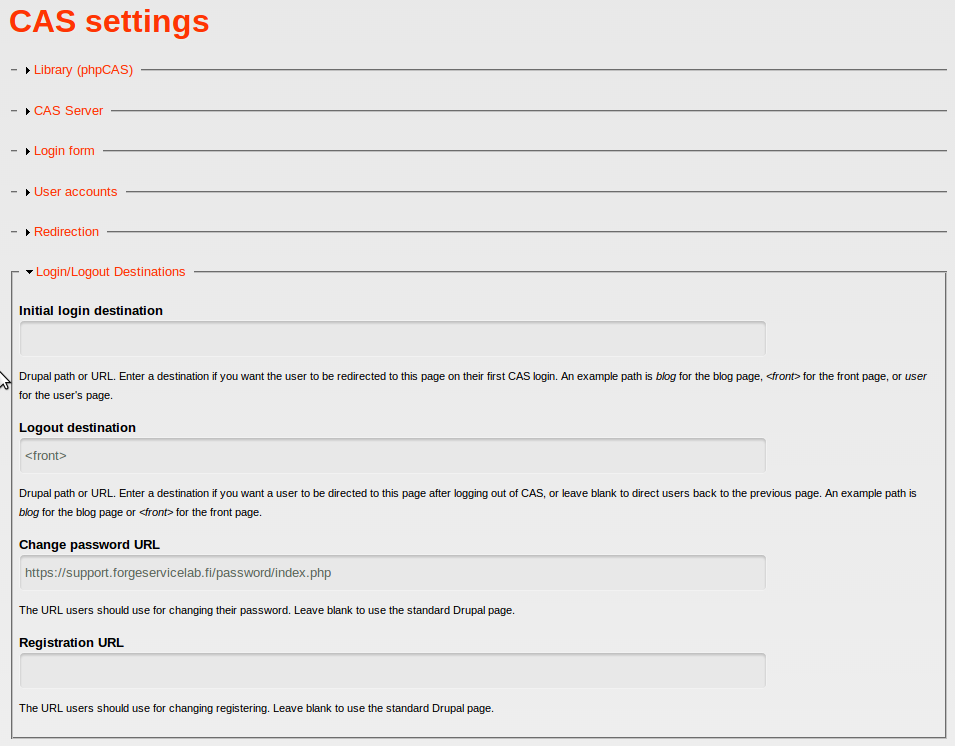 CAS settings
Library (phpCAS)
CAS Server
Login form
User accounts
Redirection
Login/Logout Destinations
Initial login destination
Drupal path or URL. Enter a destination if you want the user to be redirected to this page on their first CAS login. An example path is blog for the blog page, <front> for the front page, or user
for the user's page.
Logout destination
<front>
Drupal path or URL. Enter a destination if you want a user to be directed to this page after logging out of CAS, or leave blank to direct users back to the previous page. An example path is
blog for the blog page or <front> for the front page.
Change password URL
https://support.forgeservicelab.fi/password/index.php
The URL users should use for changing their password. Leave blank to use the standard Drupal page.
Registration URL
The URL users should use for changing registering. Leave blank to use the standard Drupal page.